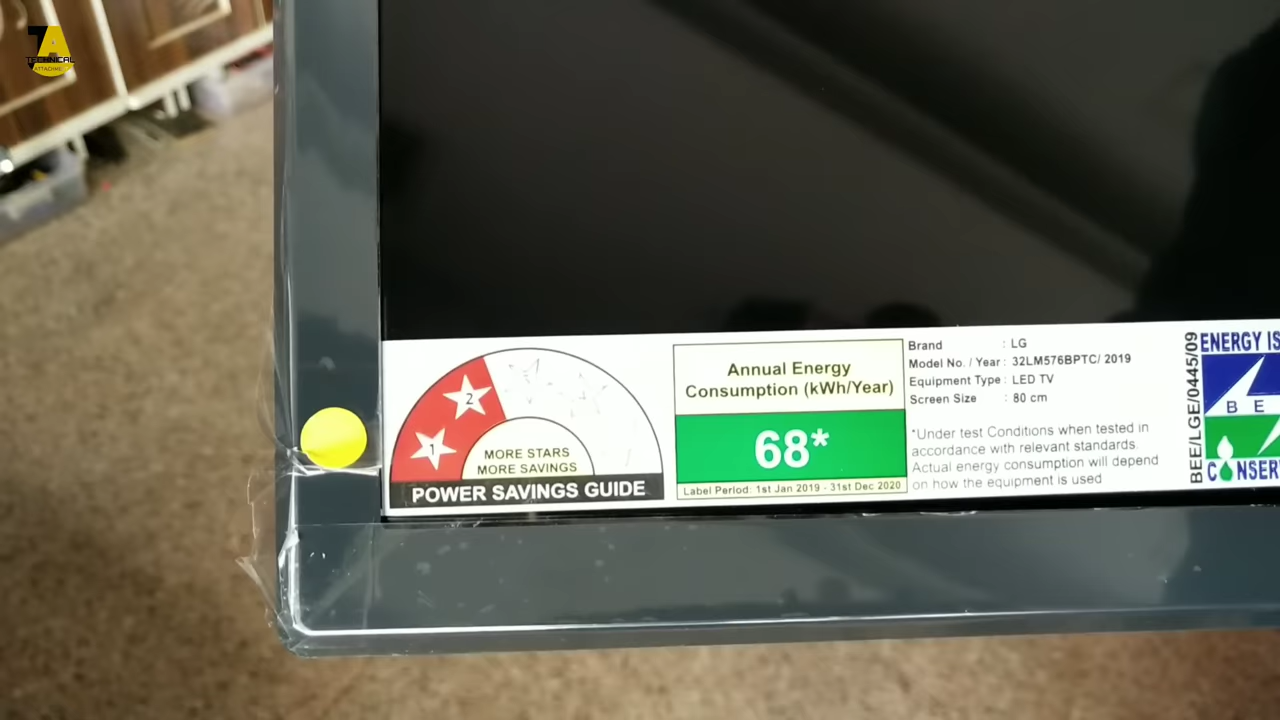 TECHNICAL
ATTACHKE
2
1
MORE STARS
MORE SAVINGS
POWER SAVINGS GUIDE
Annual Energy
Consumption (kWh/Year)
68*
Label Period: 1st Jan 2019 - 31st Dec 2020
Brand : LG
Model No. / Year : 32LM576BPTC/ 2019
Equipment Type : LED TV
Screen Size : 80 cm
*Under test Conditions when tested in
accordance with relevant standards.
Actual energy consumption will depend
on how the equipment is used
BEE/LGE/0445/09
ENERGY IS
B E
CONSER